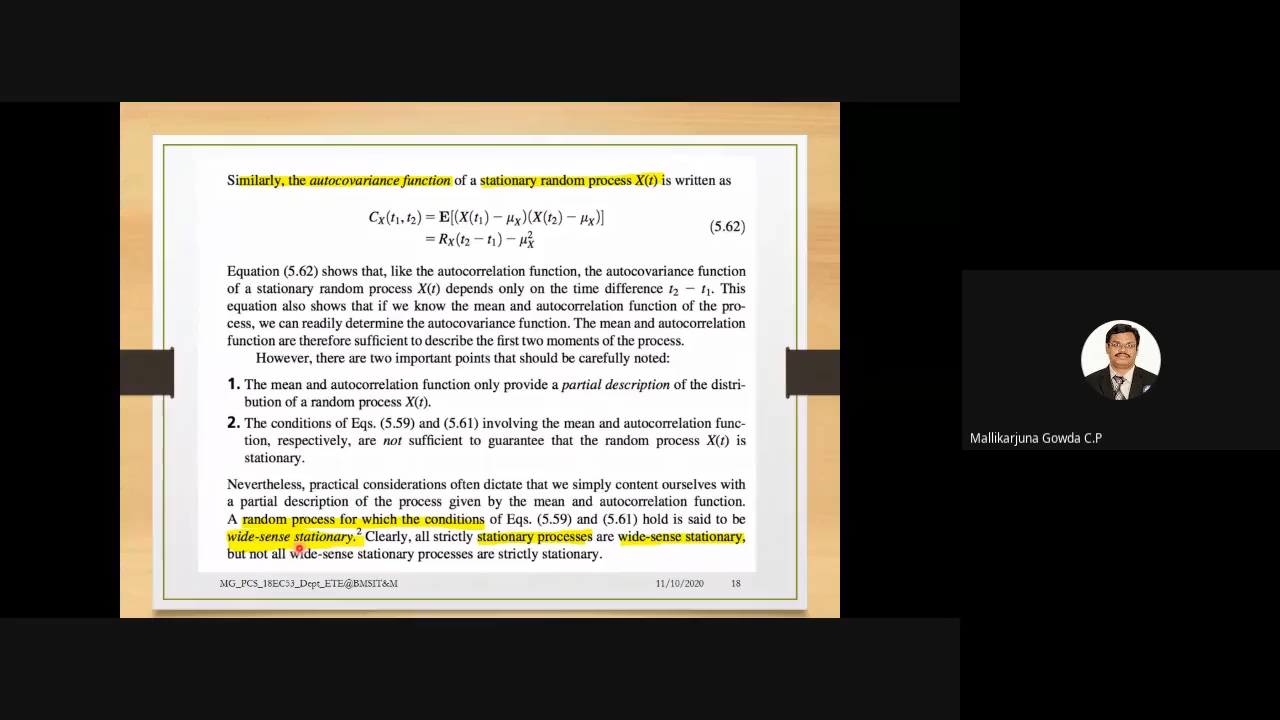 Similarly, the autocovariance function of a stationary random process X(t) is written as
C_X(t₁, t₂) = E[(X(t₁) − μ_X)(X(t₂) − μ_X)]
= R_X(t₂ − t₁) − μ_X²
(5.62)
Equation (5.62) shows that, like the autocorrelation function, the autocovariance function
of a stationary random process X(t) depends only on the time difference t₂ − t₁. This
equation also shows that if we know the mean and autocorrelation function of the pro-
cess, we can readily determine the autocovariance function. The mean and autocorrelation
function are therefore sufficient to describe the first two moments of the process.
However, there are two important points that should be carefully noted:
1. The mean and autocorrelation function only provide a partial description of the distri-
bution of a random process X(t).
2. The conditions of Eqs. (5.59) and (5.61) involving the mean and autocorrelation func-
tion, respectively, are not sufficient to guarantee that the random process X(t) is
stationary.
Nevertheless, practical considerations often dictate that we simply content ourselves with
a partial description of the process given by the mean and autocorrelation function.
A random process for which the conditions of Eqs. (5.59) and (5.61) hold is said to be
wide-sense stationary.² Clearly, all strictly stationary processes are wide-sense stationary,
but not all wide-sense stationary processes are strictly stationary.
MG_PCS_18EC53_Dept_ETE@BMSIT&M
11/10/2020
18
Mallikarjuna Gowda C.P